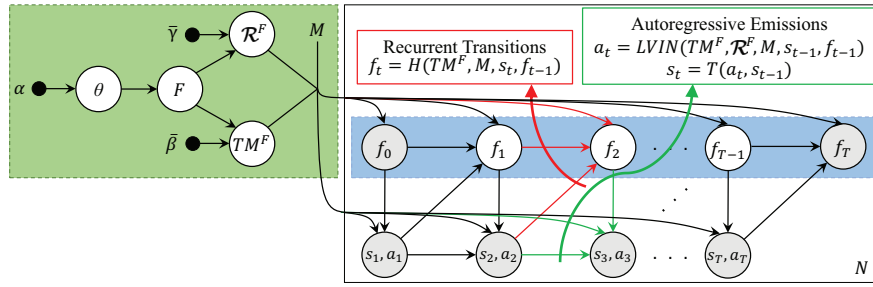 γ̄
ℛ^F
M
α
θ
F
β̄
TM^F
Recurrent Transitions
f_t = H(TM^F, M, s_t, f_{t-1})
Autoregressive Emissions
a_t = LVIN(TM^F, ℛ^F, M, s_{t-1}, f_{t-1})
s_t = T(a_t, s_{t-1})
f_0 f_1 f_2 . . . f_{T-1} f_T
. . .
s_1, a_1 s_2, a_2 s_3, a_3 . . . s_T, a_T
N